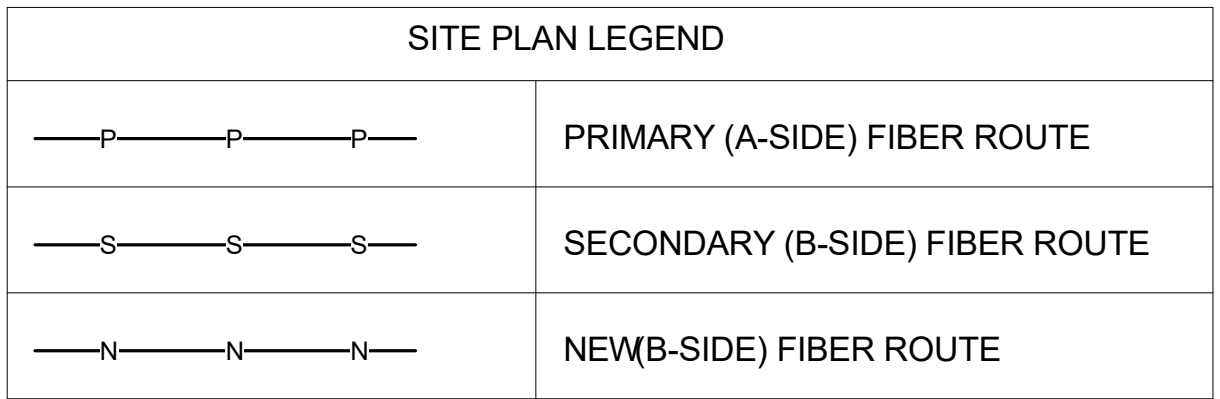 SITE PLAN LEGEND
P P P PRIMARY (A-SIDE) FIBER ROUTE
S S S SECONDARY (B-SIDE) FIBER ROUTE
N N N NEW(B-SIDE) FIBER ROUTE